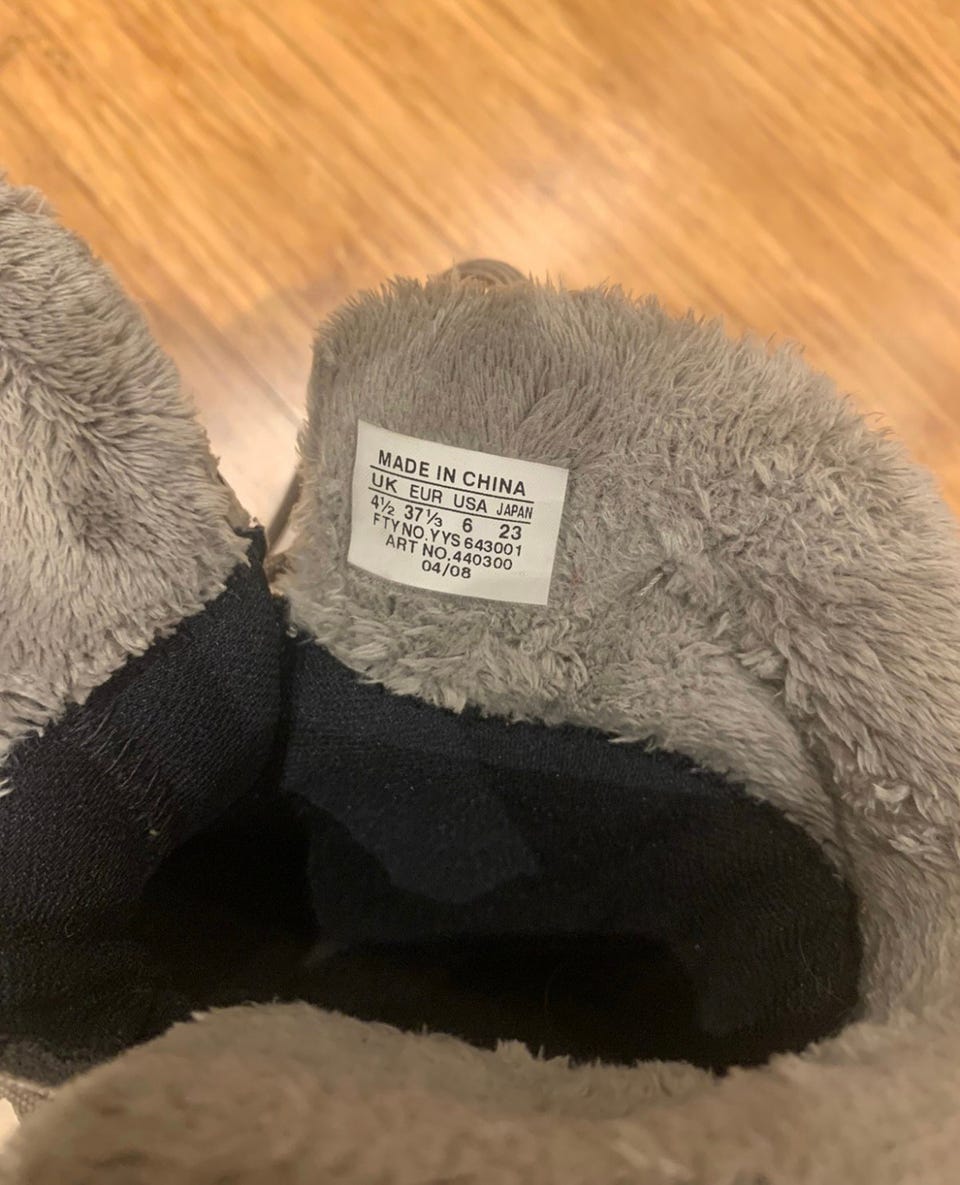 MADE IN CHINA
UK EUR USA JAPAN
4½ 37⅓ 6 23
FTY NO.YYS 643001
ART NO.440300
04/08